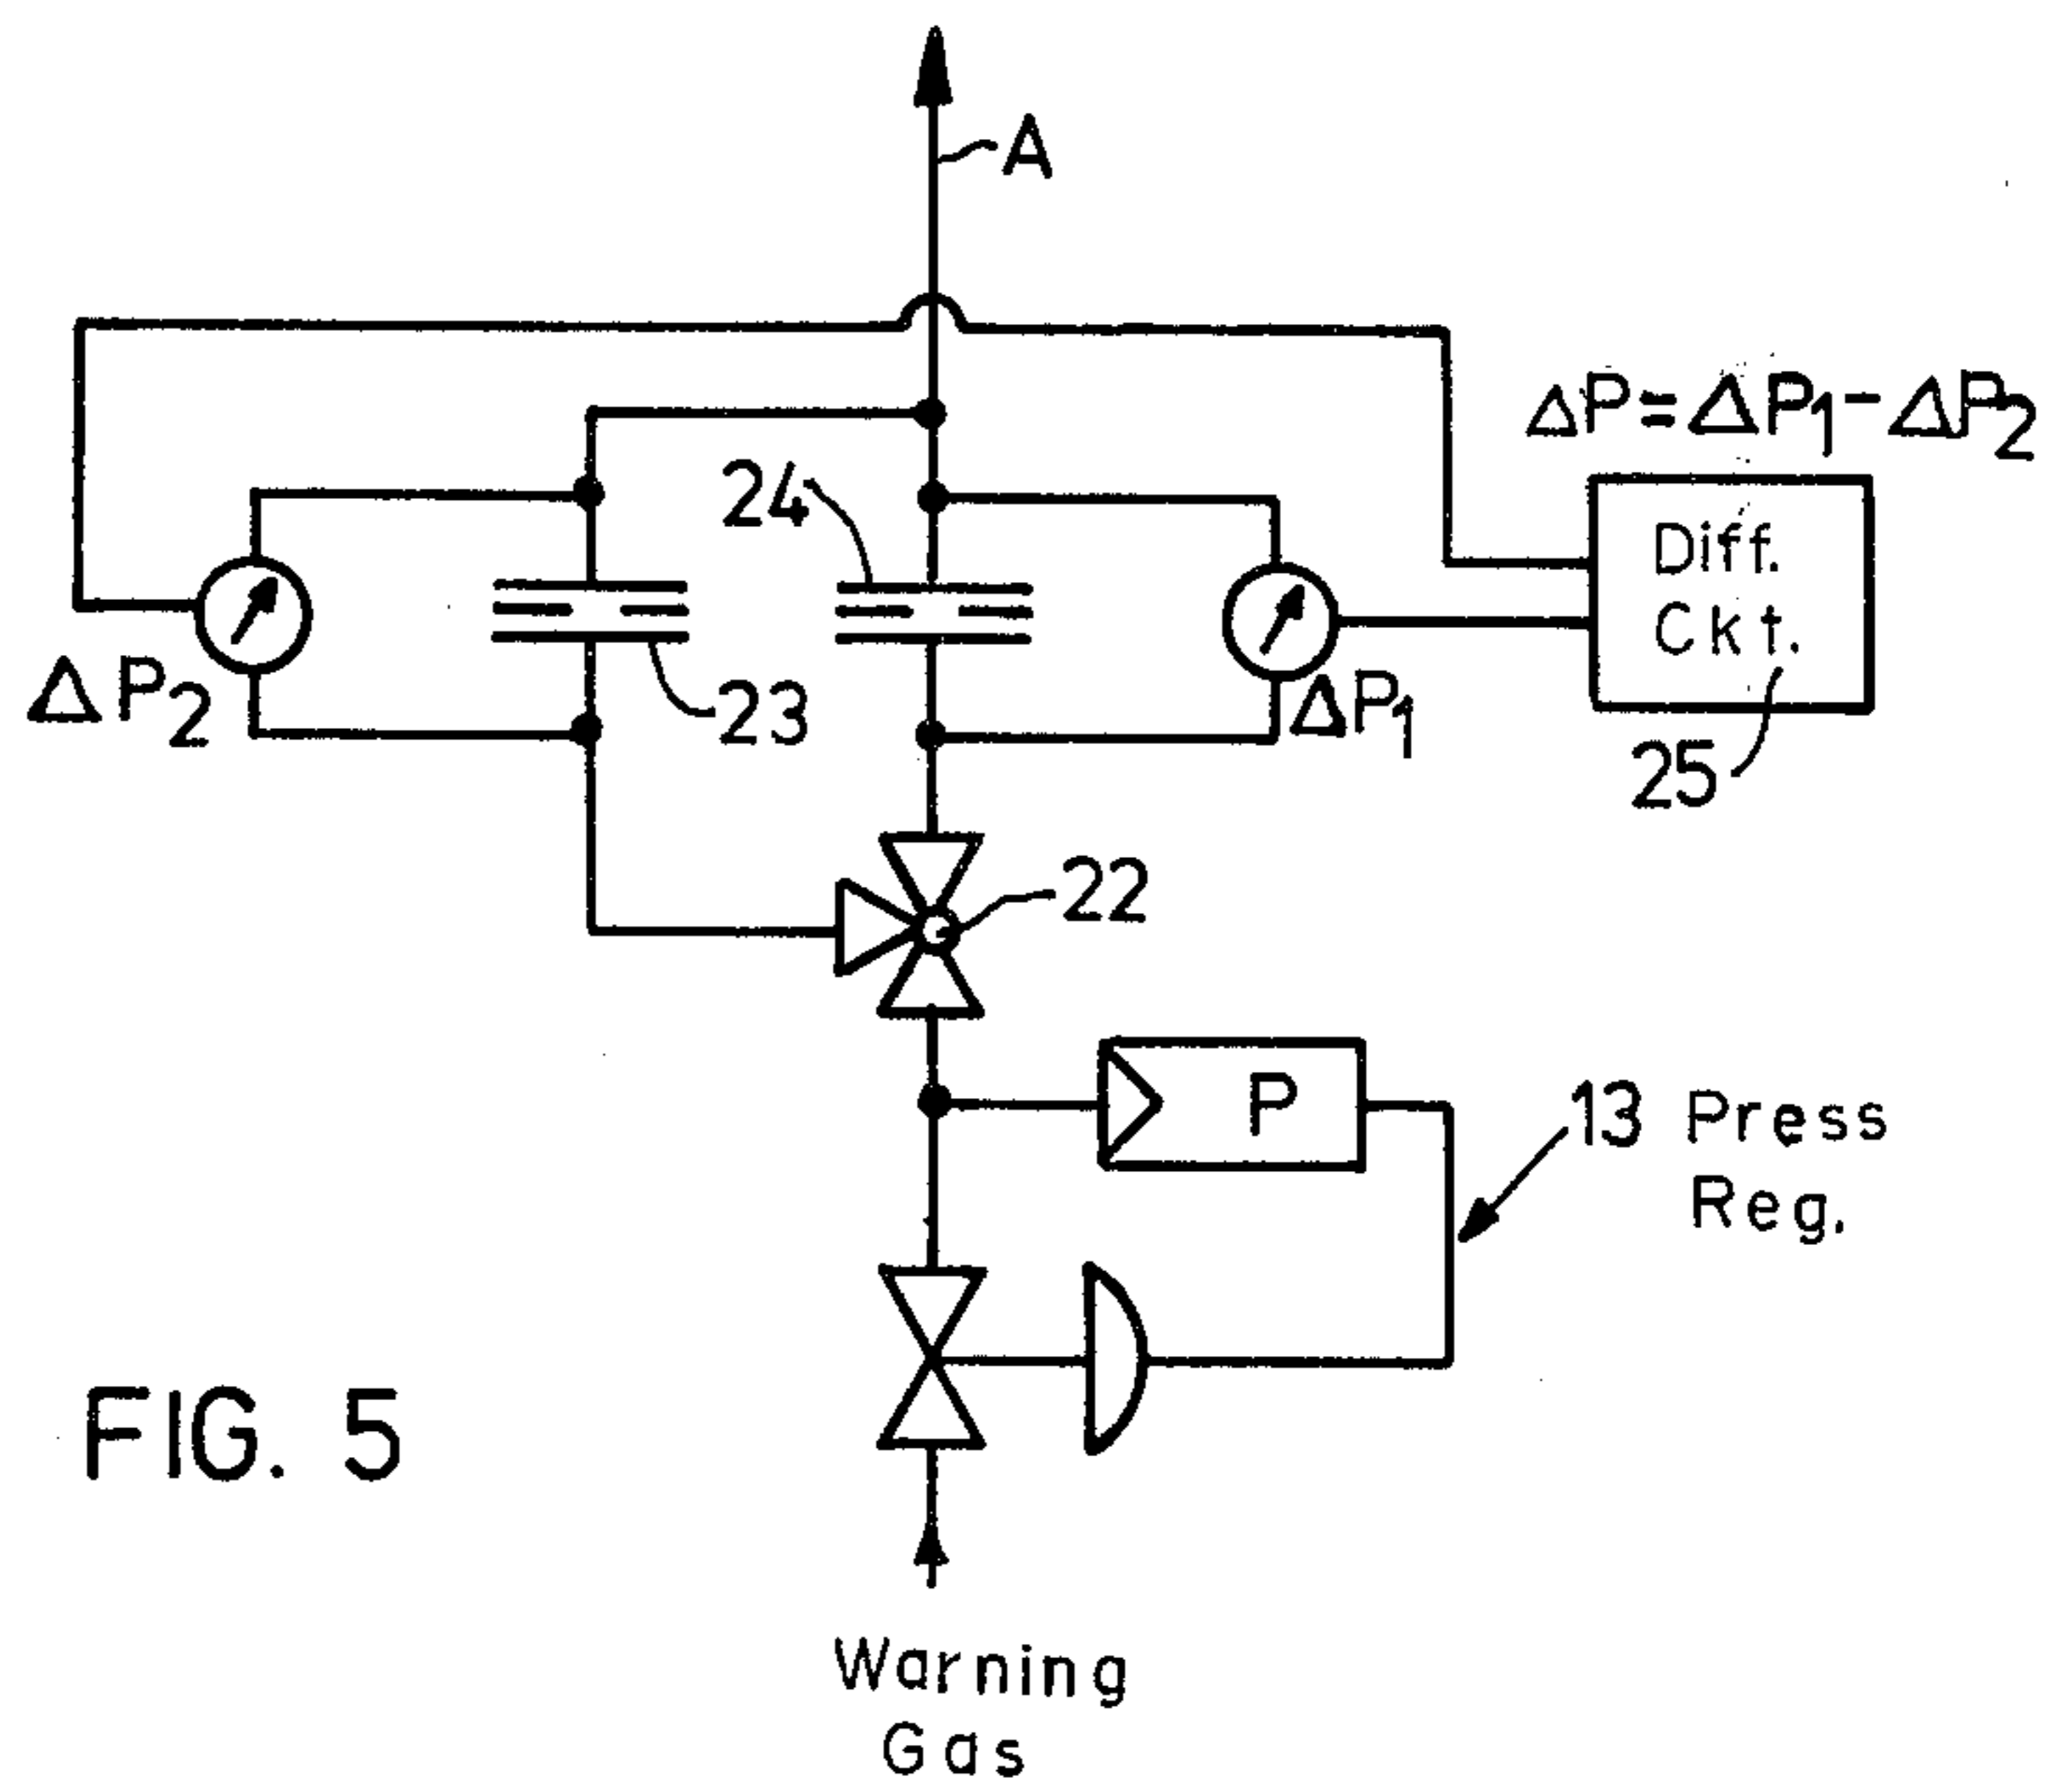 A
ΔP=ΔP1-ΔP2
24
Diff.
Ckt.
ΔP2
23
ΔP1
25
22
P
13 Press
Reg.
FIG. 5
Warning
Gas